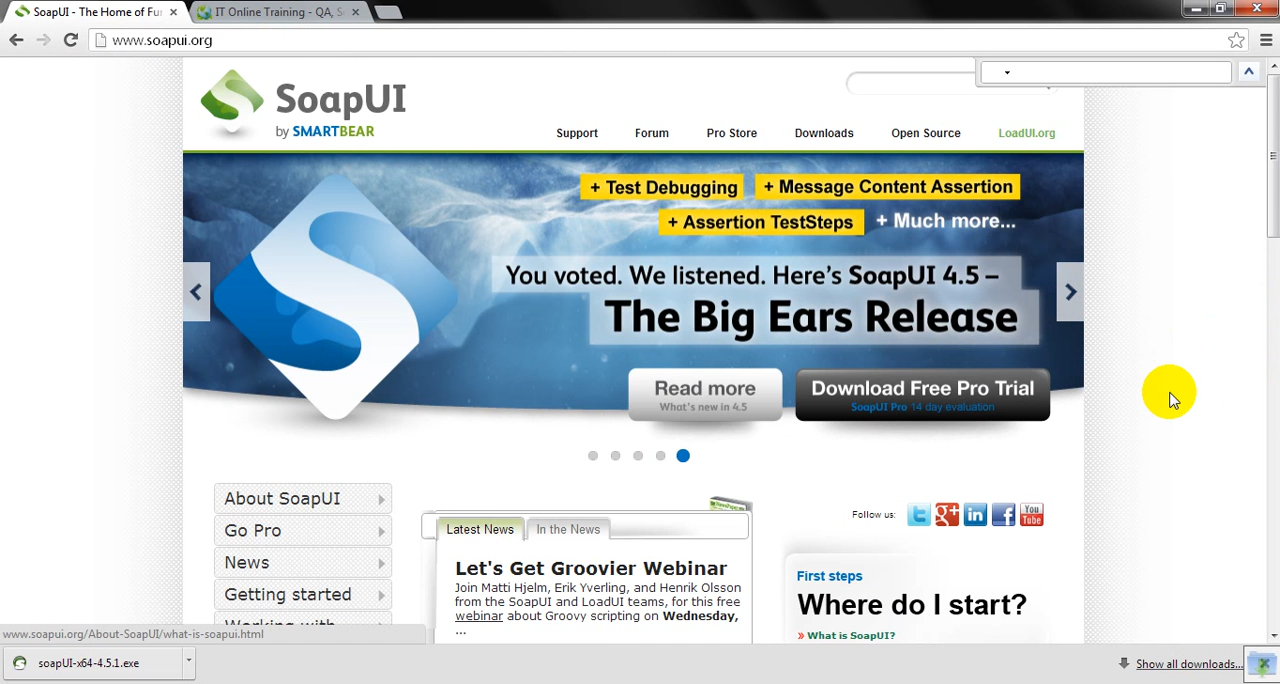 SoapUI - The Home of Fun
IT Online Training - QA, S
www.soapui.org
SoapUI
by SMARTBEAR
Support
Forum
Pro Store
Downloads
Open Source
LoadUI.org
+ Test Debugging
+ Message Content Assertion
+ Assertion TestSteps
+ Much more...
You voted. We listened. Here's SoapUI 4.5 –
The Big Ears Release
Read more
What's new in 4.5
Download Free Pro Trial
SoapUI Pro 14 day evaluation
About SoapUI
Go Pro
News
Getting started
Working with
Latest News
In the News
Let's Get Groovier Webinar
Join Matti Hjelm, Erik Yverling, and Henrik Olsson
from the SoapUI and LoadUI teams, for this free
webinar about Groovy scripting on Wednesday,
...
Follow us:
You
Tube
First steps
Where do I start?
» What is SoapUI?
www.soapui.org/About-SoapUI/what-is-soapui.html
soapUI-x64-4.5.1.exe
Show all downloads...